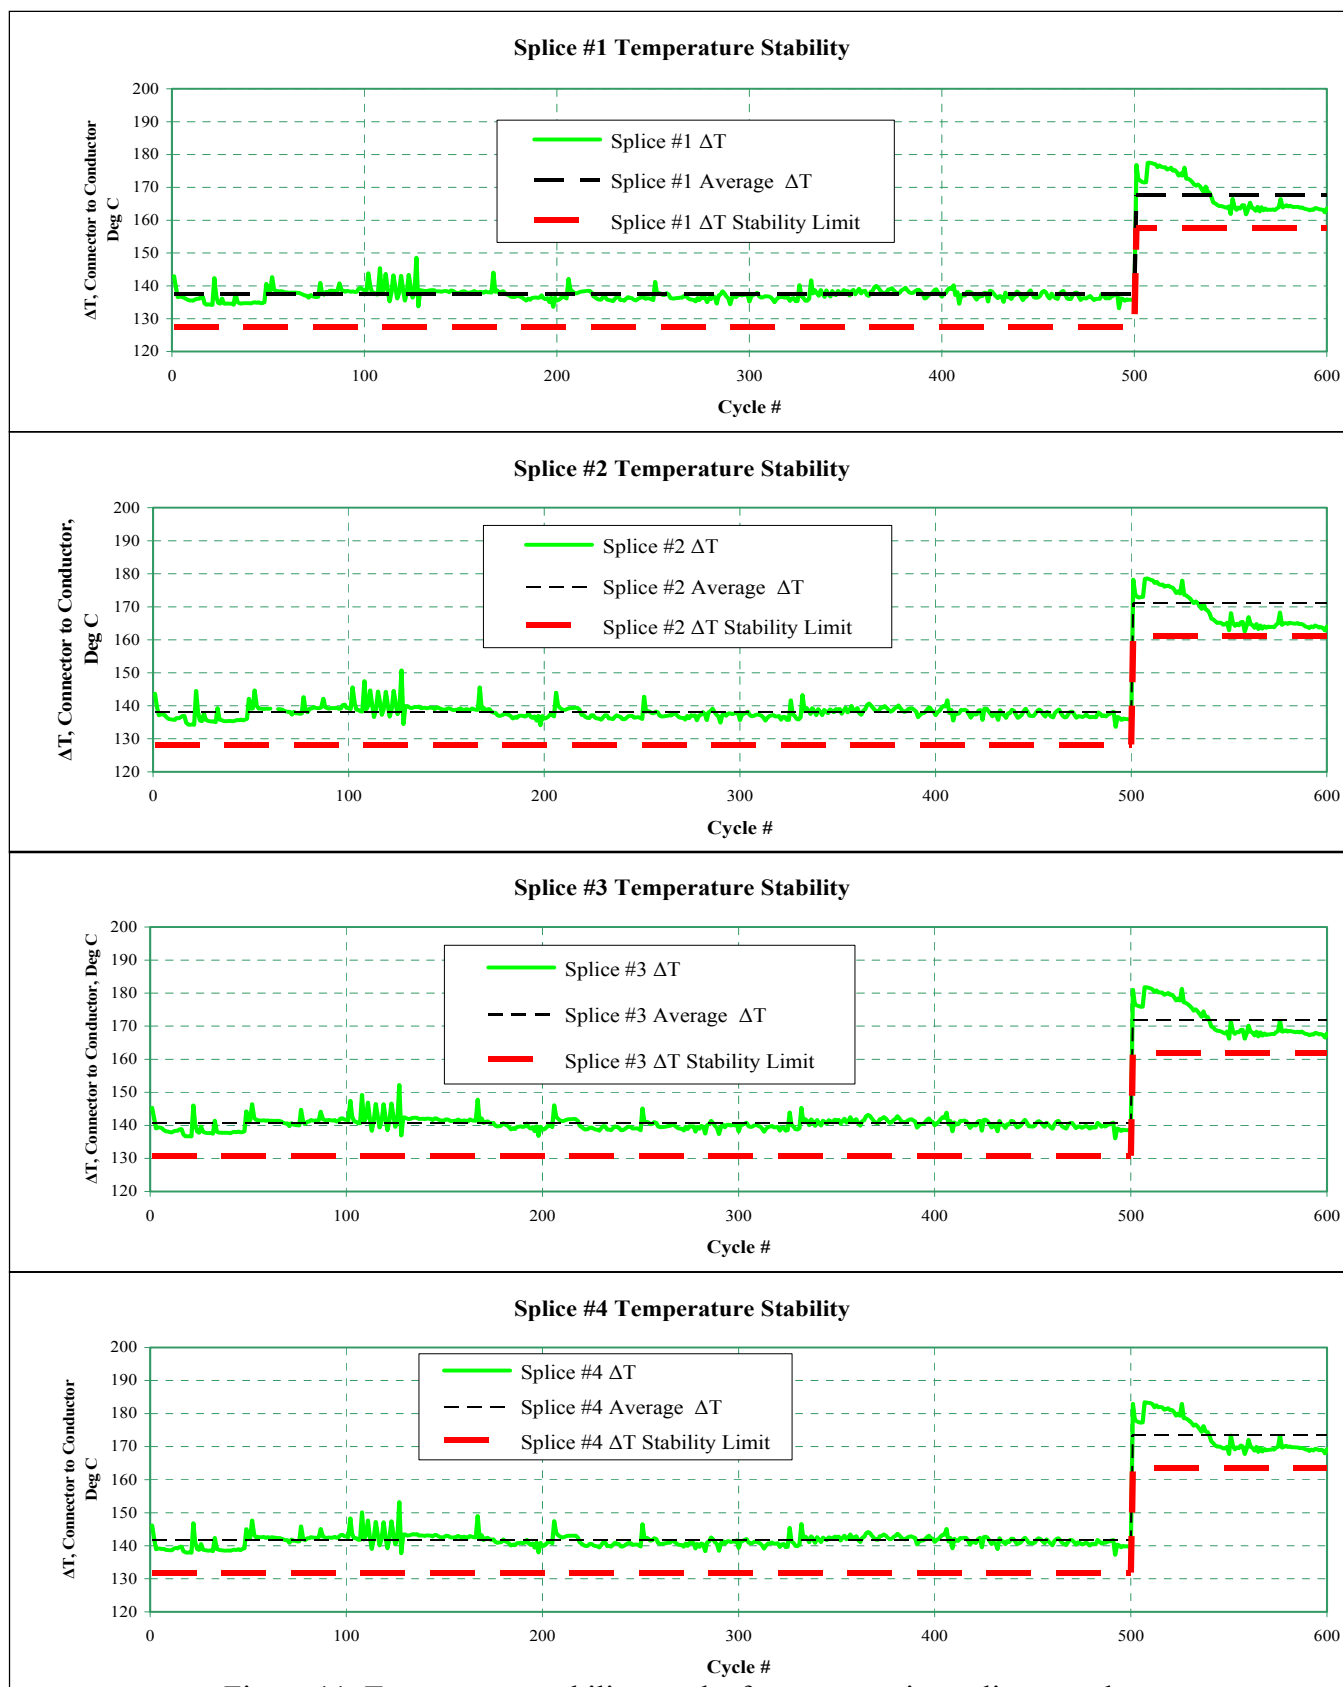 Splice #1 Temperature Stability
200
190
180
170
160
150
140
130
120
0 100 200 300 400 500 600
ΔT, Connector to Conductor
Deg C
Cycle #
Splice #1 ΔT
Splice #1 Average ΔT
Splice #1 ΔT Stability Limit
Splice #2 Temperature Stability
200
190
180
170
160
150
140
130
120
0 100 200 300 400 500 600
ΔT, Connector to Conductor,
Deg C
Cycle #
Splice #2 ΔT
Splice #2 Average ΔT
Splice #2 ΔT Stability Limit
Splice #3 Temperature Stability
200
190
180
170
160
150
140
130
120
0 100 200 300 400 500 600
ΔT, Connector to Conductor, Deg C
Cycle #
Splice #3 ΔT
Splice #3 Average ΔT
Splice #3 ΔT Stability Limit
Splice #4 Temperature Stability
200
190
180
170
160
150
140
130
120
0 100 200 300 400 500 600
ΔT, Connector to Conductor
Deg C
Cycle #
Splice #4 ΔT
Splice #4 Average ΔT
Splice #4 ΔT Stability Limit